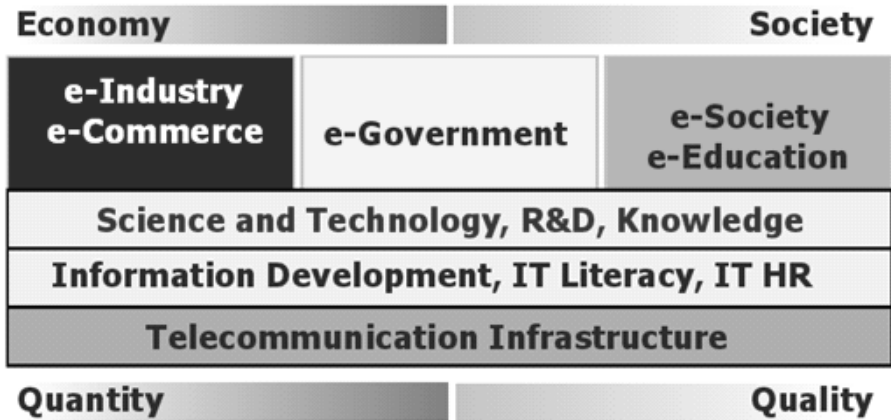 Economy Society
e-Industry
e-Commerce
e-Government
e-Society
e-Education
Science and Technology, R&D, Knowledge
Information Development, IT Literacy, IT HR
Telecommunication Infrastructure
Quantity Quality